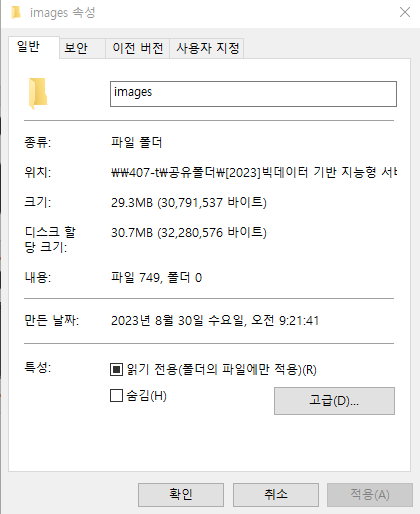 images 속성
일반 보안 이전 버전 사용자 지정
images
종류: 파일 폴더
위치: ₩₩407-t₩공유폴더₩[2023]빅데이터 기반 지능형 서비
크기: 29.3MB (30,791,537 바이트)
디스크 할 30.7MB (32,280,576 바이트)
당 크기:
내용: 파일 749, 폴더 0
만든 날짜: 2023년 8월 30일 수요일, 오전 9:21:41
특성: 읽기 전용(폴더의 파일에만 적용)(R)
숨김(H)
고급(D)...
확인 취소 적용(A)